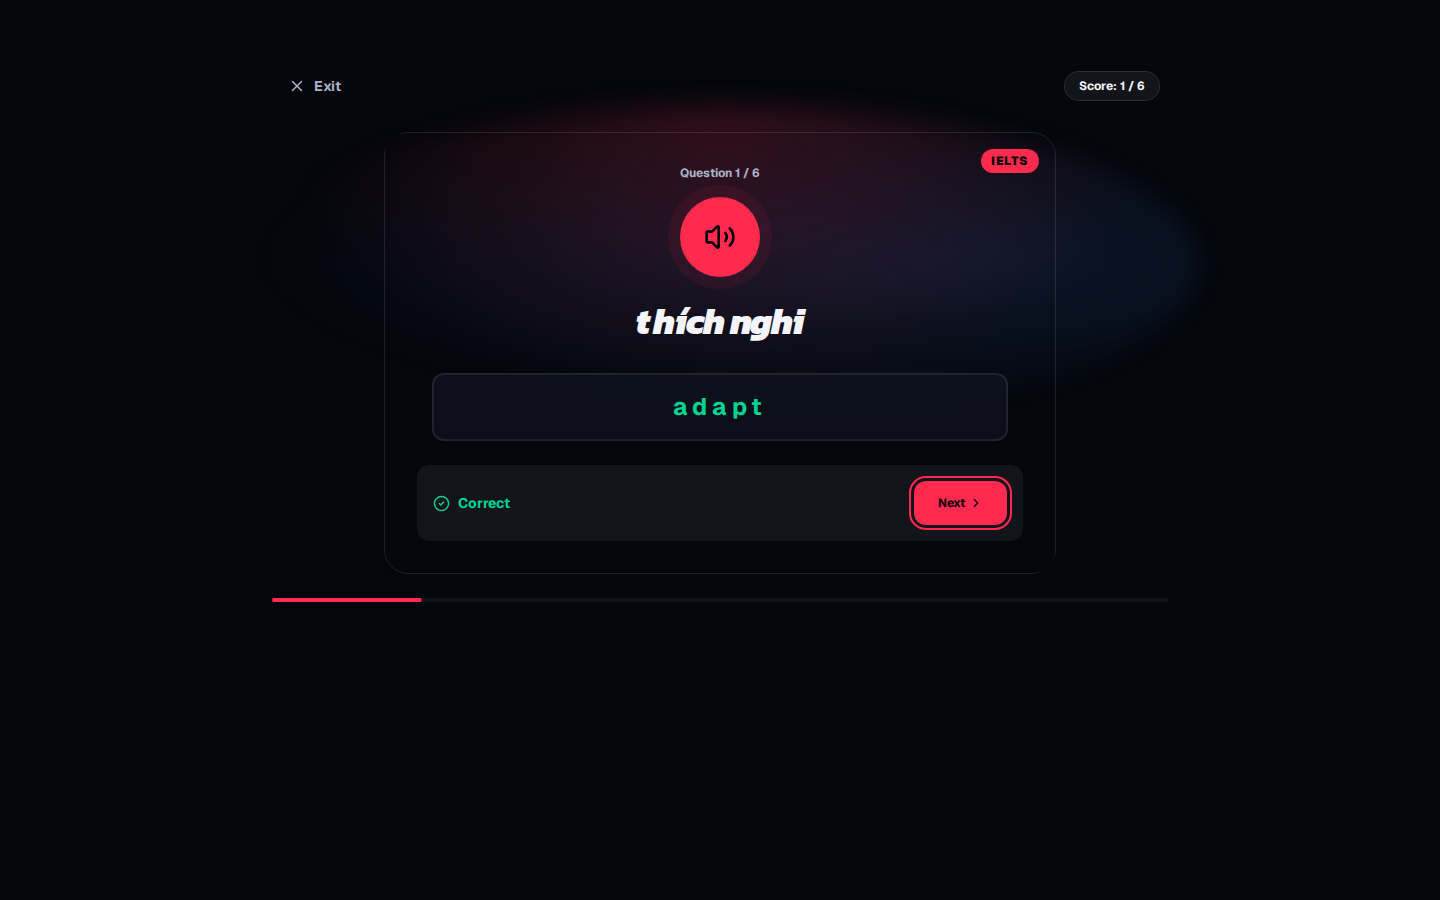 Exit
Score: 1 / 6
IELTS
Question 1 / 6
thích nghi
adapt
Correct
Next